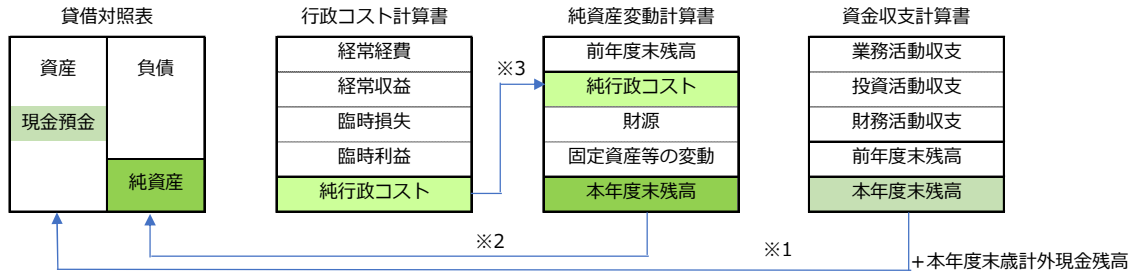 貸借対照表
資産
負債
現金預金
純資産
行政コスト計算書
経常経費
経常収益
臨時損失
臨時利益
純行政コスト
※3
純資産変動計算書
前年度末残高
純行政コスト
財源
固定資産等の変動
本年度末残高
資金収支計算書
業務活動収支
投資活動収支
財務活動収支
前年度末残高
本年度末残高
※2
※1
+本年度末歳計外現金残高